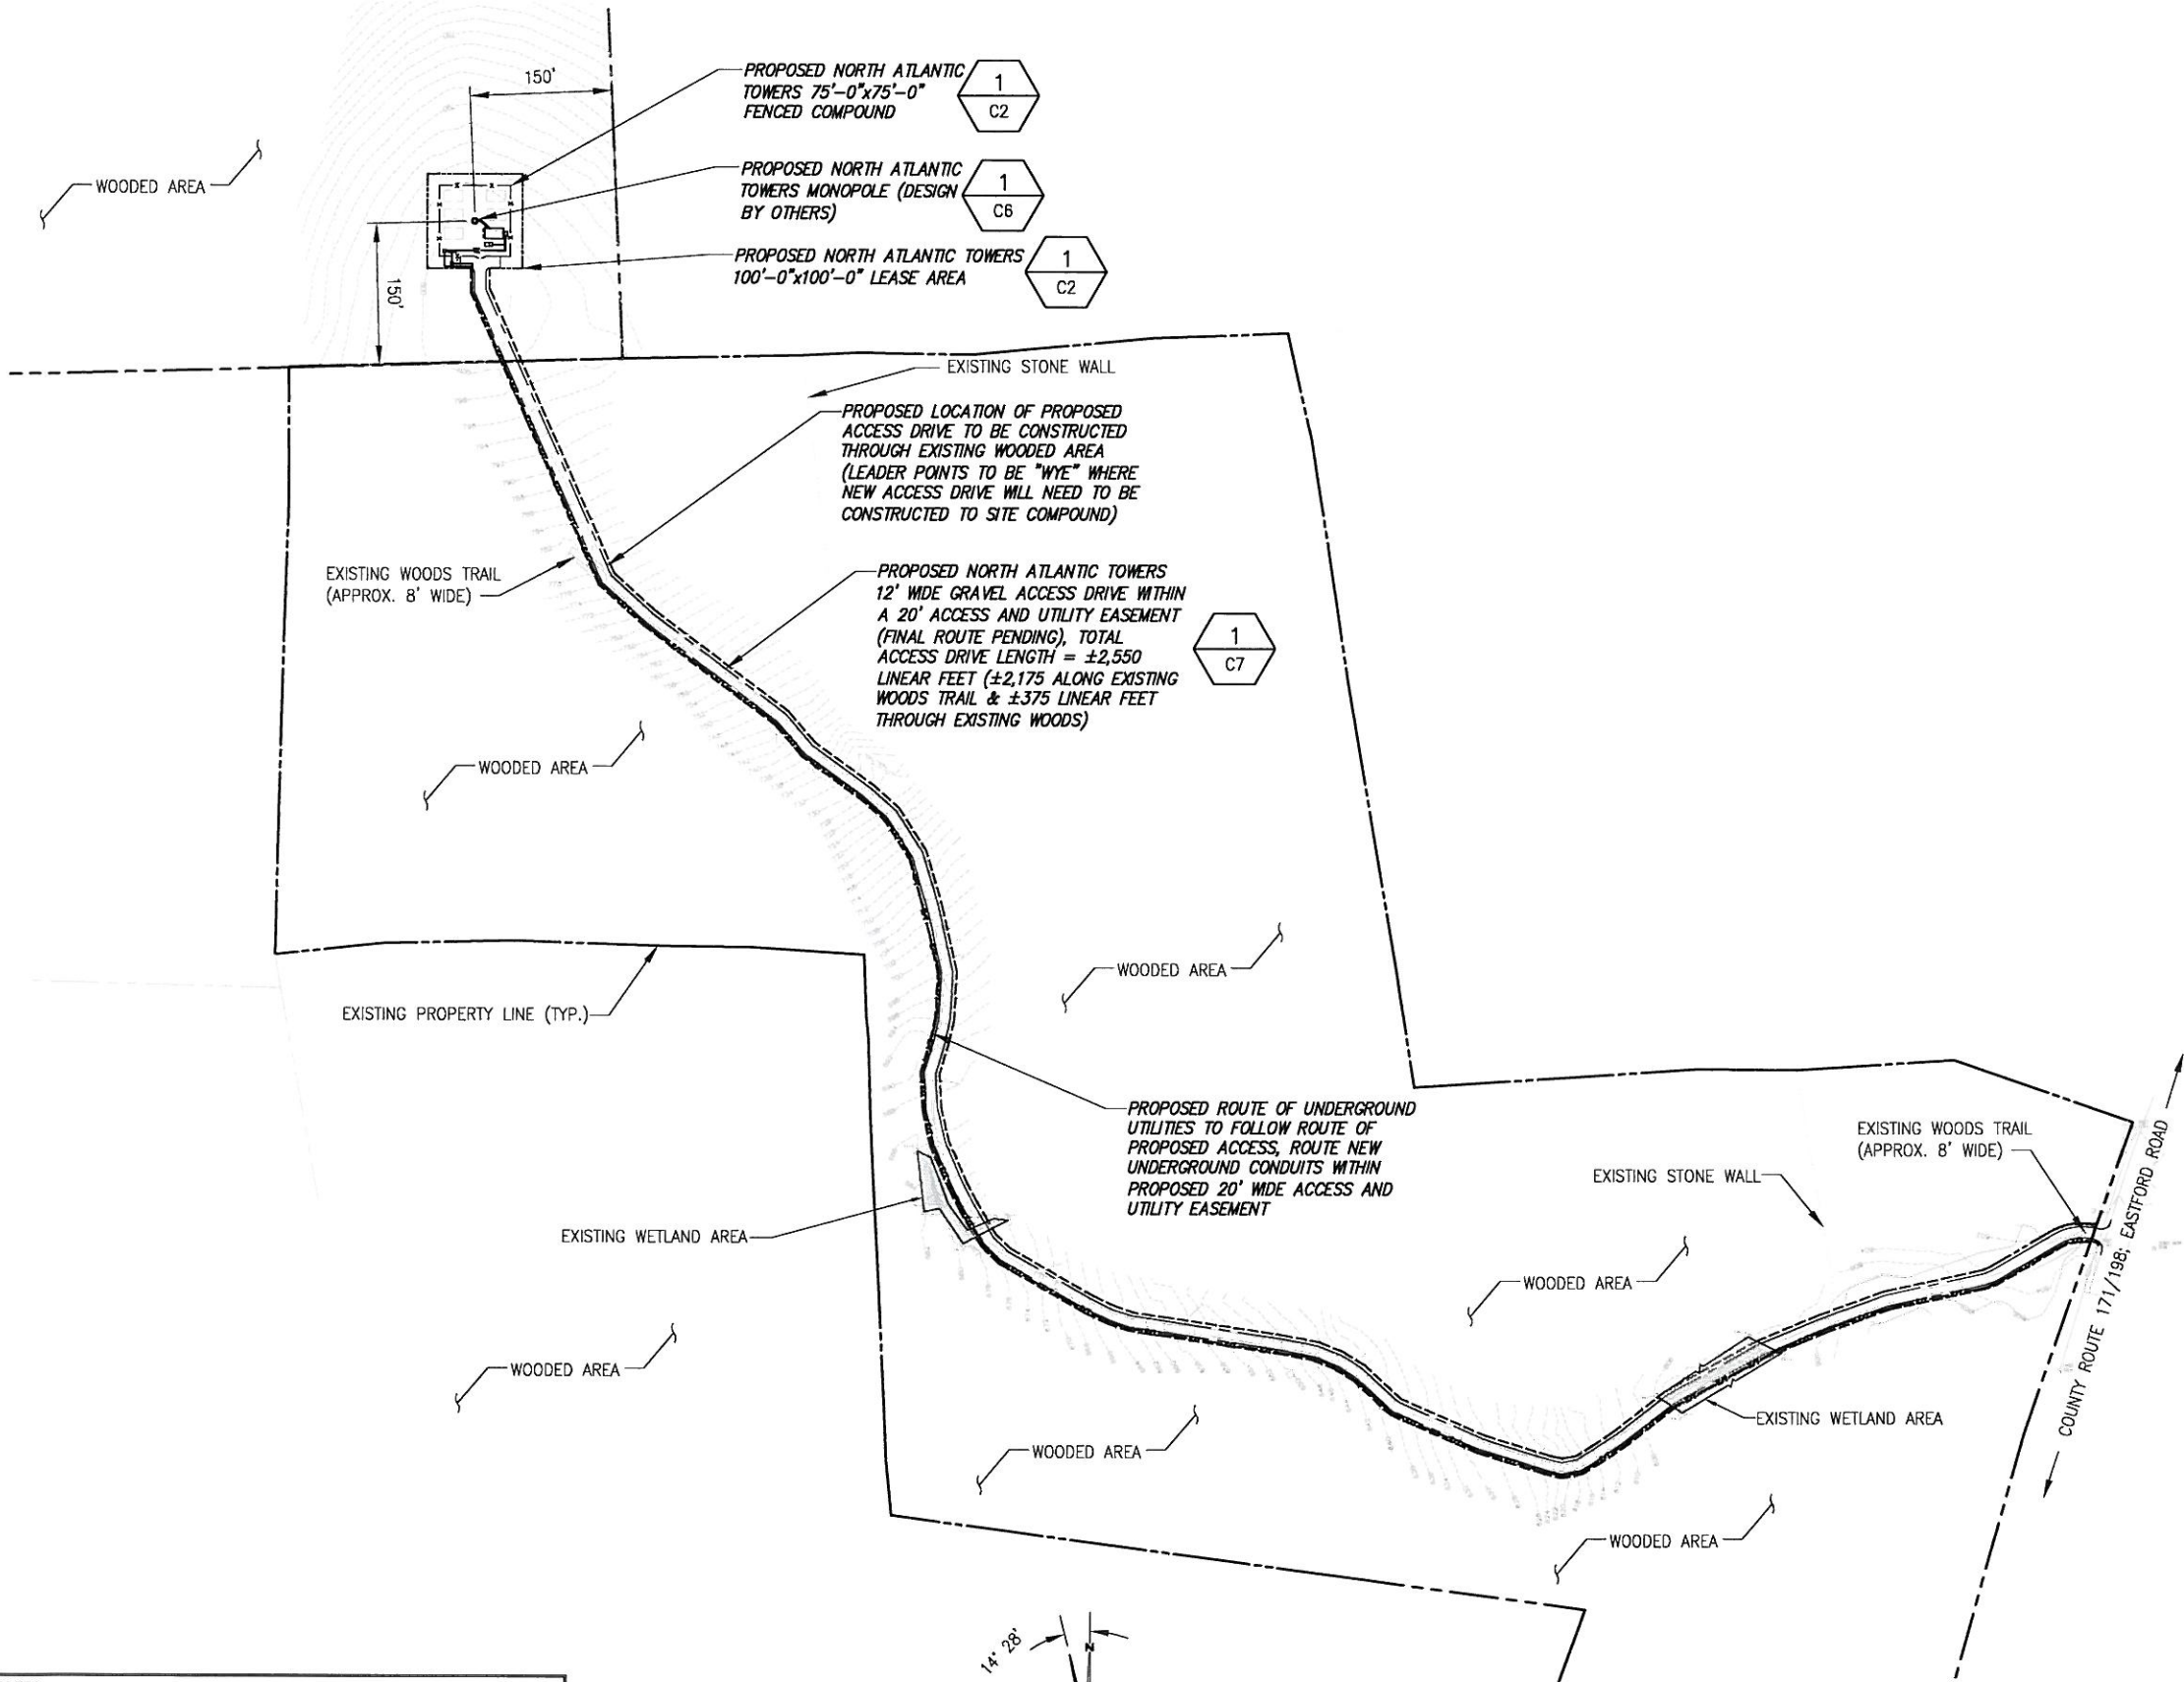 150'
PROPOSED NORTH ATLANTIC
TOWERS 75'-0"x75'-0"
FENCED COMPOUND
1
C2
WOODED AREA
PROPOSED NORTH ATLANTIC
TOWERS MONOPOLE (DESIGN
BY OTHERS)
1
C6
PROPOSED NORTH ATLANTIC TOWERS
100'-0"x100'-0" LEASE AREA
1
C2
150'
EXISTING STONE WALL
PROPOSED LOCATION OF PROPOSED
ACCESS DRIVE TO BE CONSTRUCTED
THROUGH EXISTING WOODED AREA
(LEADER POINTS TO BE "WYE" WHERE
NEW ACCESS DRIVE WILL NEED TO BE
CONSTRUCTED TO SITE COMPOUND)
EXISTING WOODS TRAIL
(APPROX. 8' WIDE)
PROPOSED NORTH ATLANTIC TOWERS
12' WIDE GRAVEL ACCESS DRIVE WITHIN
A 20' ACCESS AND UTILITY EASEMENT
(FINAL ROUTE PENDING), TOTAL
ACCESS DRIVE LENGTH = ±2,550
LINEAR FEET (±2,175 ALONG EXISTING
WOODS TRAIL & ±375 LINEAR FEET
THROUGH EXISTING WOODS)
1
C7
WOODED AREA
WOODED AREA
EXISTING PROPERTY LINE (TYP.)
PROPOSED ROUTE OF UNDERGROUND
UTILITIES TO FOLLOW ROUTE OF
PROPOSED ACCESS, ROUTE NEW
UNDERGROUND CONDUITS WITHIN
PROPOSED 20' WIDE ACCESS AND
UTILITY EASEMENT
EXISTING WOODS TRAIL
(APPROX. 8' WIDE)
EXISTING STONE WALL
EXISTING WETLAND AREA
WOODED AREA
COUNTY ROUTE 171/198; EASTFORD ROAD
WOODED AREA
EXISTING WETLAND AREA
WOODED AREA
WOODED AREA
14° 28'
N